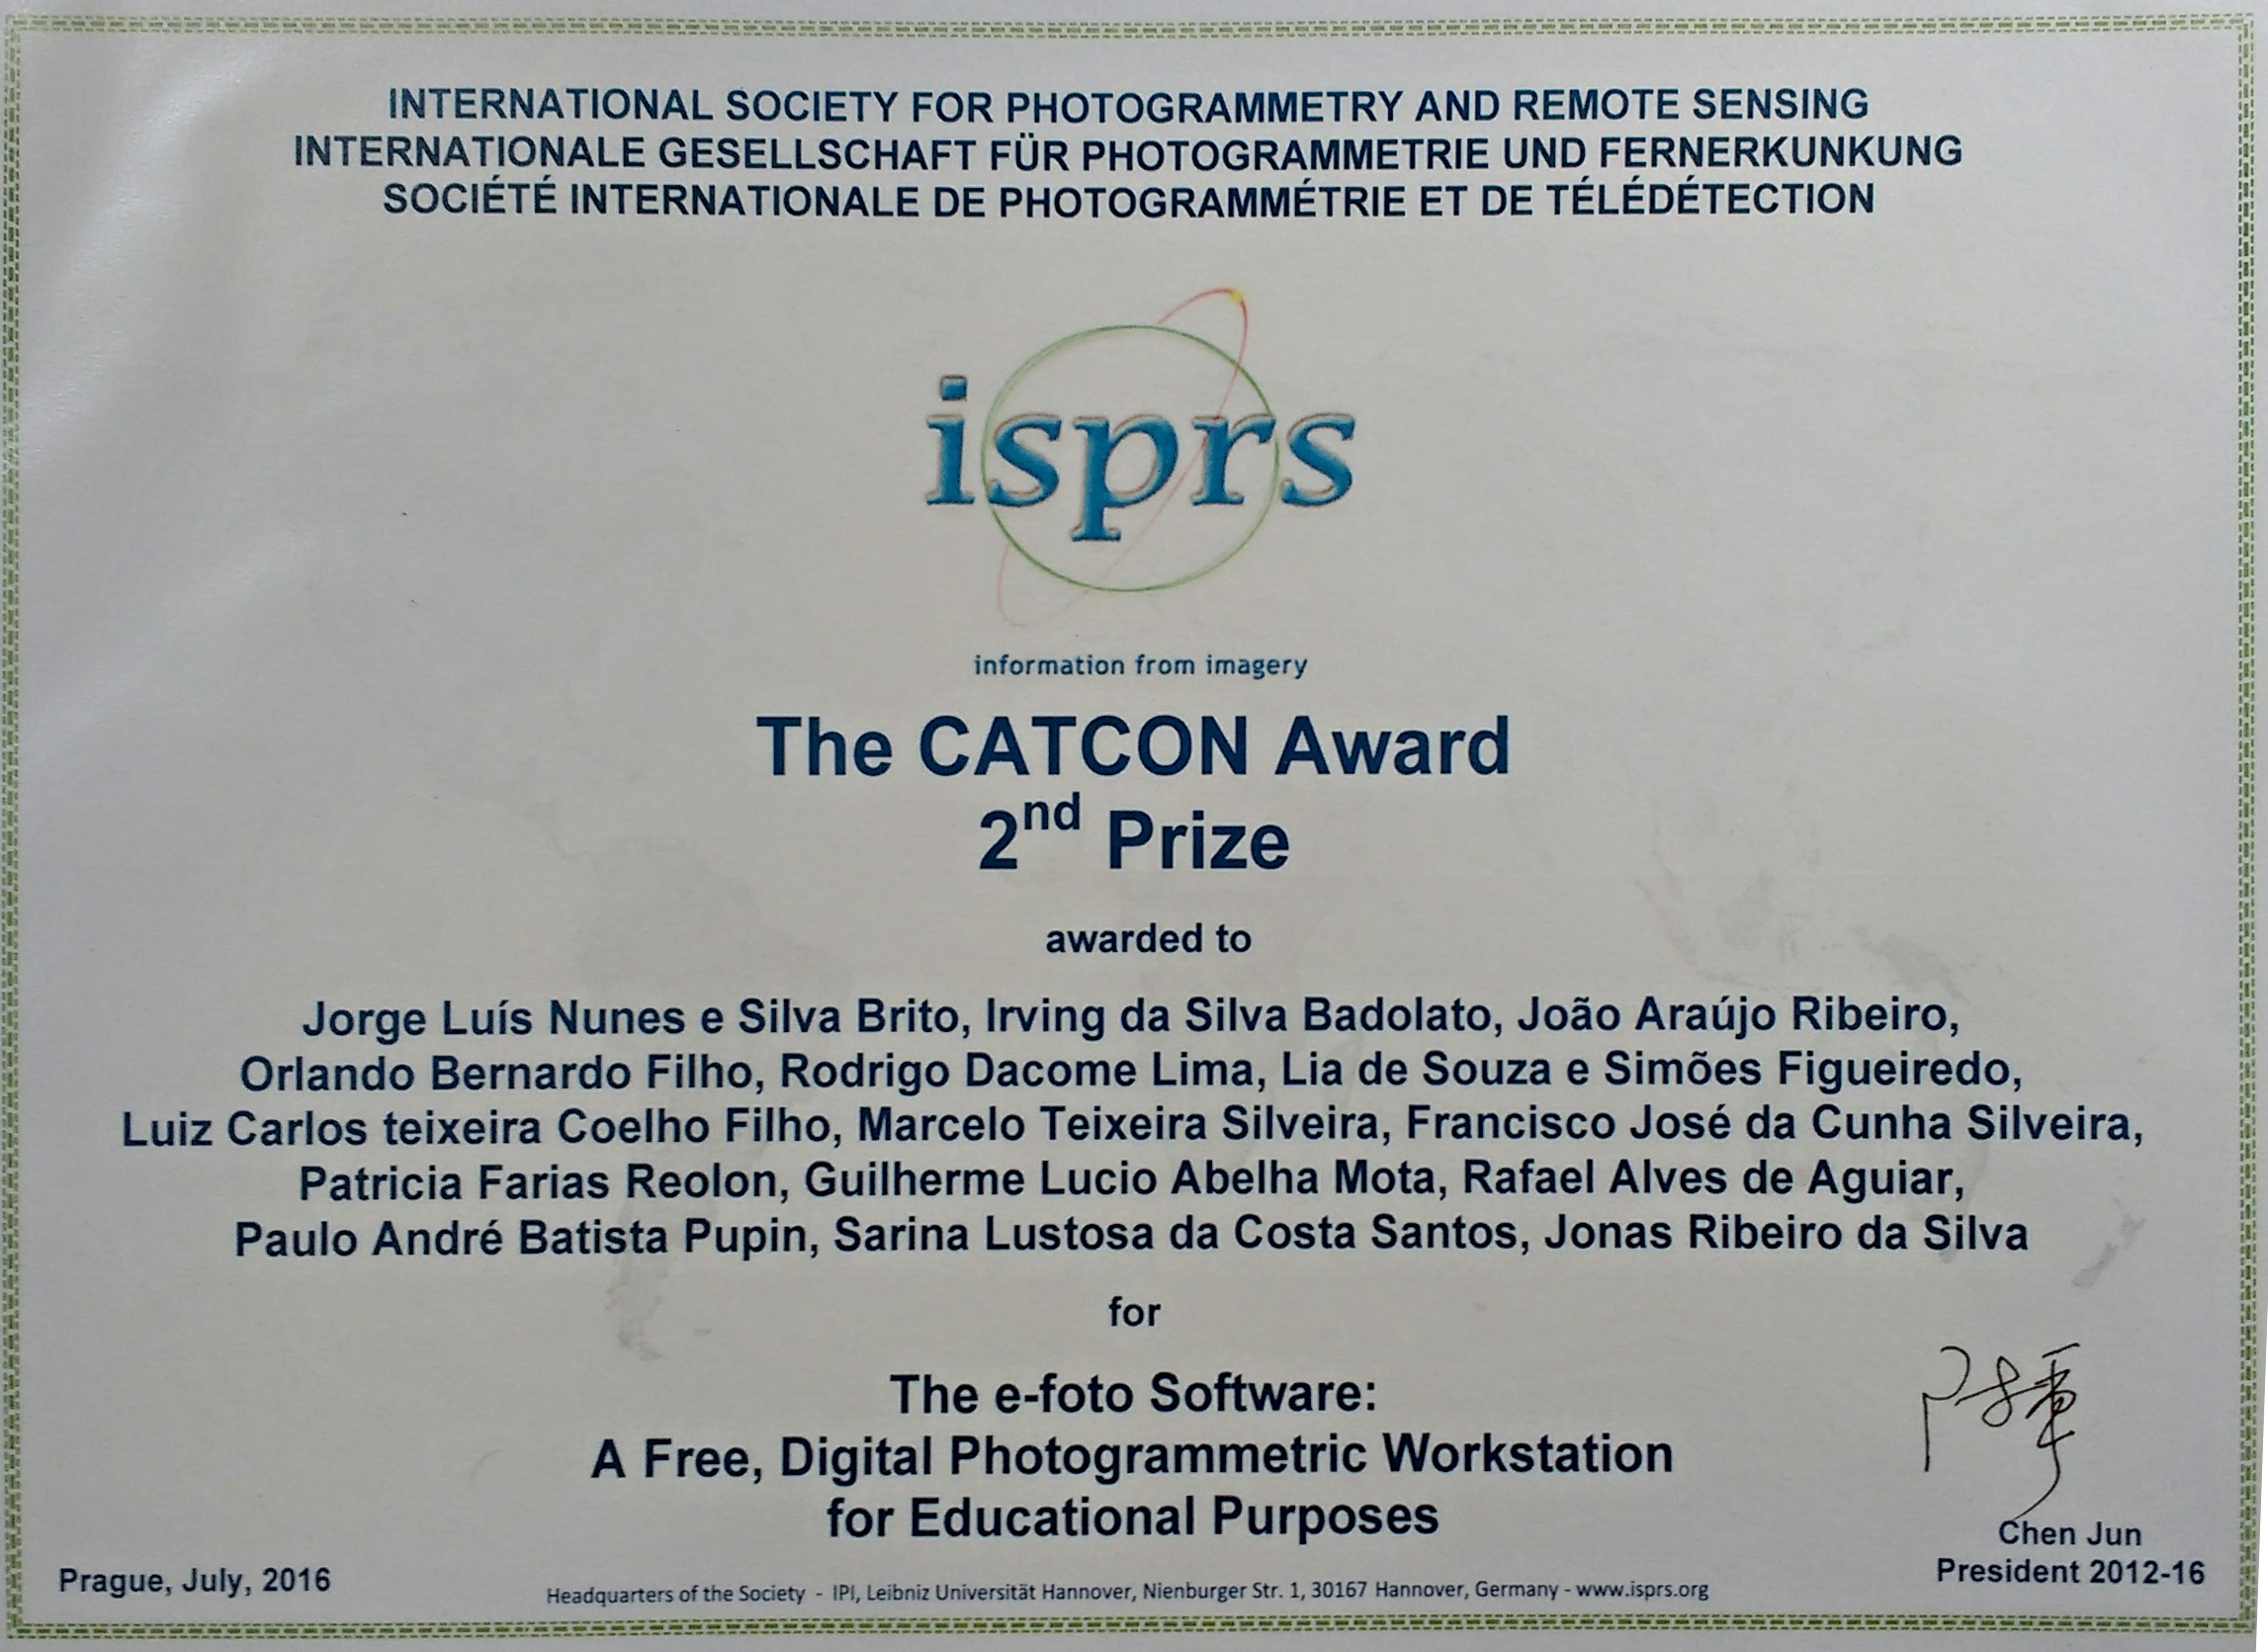 INTERNATIONAL SOCIETY FOR PHOTOGRAMMETRY AND REMOTE SENSING
INTERNATIONALE GESELLSCHAFT FÜR PHOTOGRAMMETRIE UND FERNERKUNKUNG
SOCIÉTÉ INTERNATIONALE DE PHOTOGRAMMÉTRIE ET DE TÉLÉDÉTECTION
isprs
information from imagery
The CATCON Award
2nd Prize
awarded to
Jorge Luís Nunes e Silva Brito, Irving da Silva Badolato, João Araújo Ribeiro,
Orlando Bernardo Filho, Rodrigo Dacome Lima, Lia de Souza e Simões Figueiredo,
Luiz Carlos teixeira Coelho Filho, Marcelo Teixeira Silveira, Francisco José da Cunha Silveira,
Patricia Farias Reolon, Guilherme Lucio Abelha Mota, Rafael Alves de Aguiar,
Paulo André Batista Pupin, Sarina Lustosa da Costa Santos, Jonas Ribeiro da Silva
for
The e-foto Software:
A Free, Digital Photogrammetric Workstation
for Educational Purposes
Chen Jun
President 2012-16
Prague, July, 2016
Headquarters of the Society - IPI, Leibniz Universität Hannover, Nienburger Str. 1, 30167 Hannover, Germany - www.isprs.org